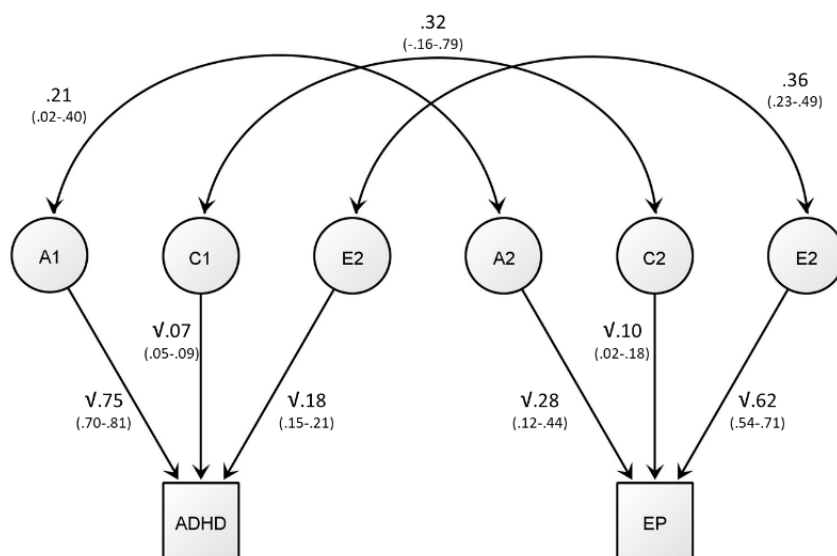 .32
(-.16-.79)
.21
(.02-.40)
.36
(.23-.49)
A1
C1
E2
A2
C2
E2
√.07
(.05-.09)
√.10
(.02-.18)
√.75
(.70-.81)
√.18
(.15-.21)
√.28
(.12-.44)
√.62
(.54-.71)
ADHD
EP